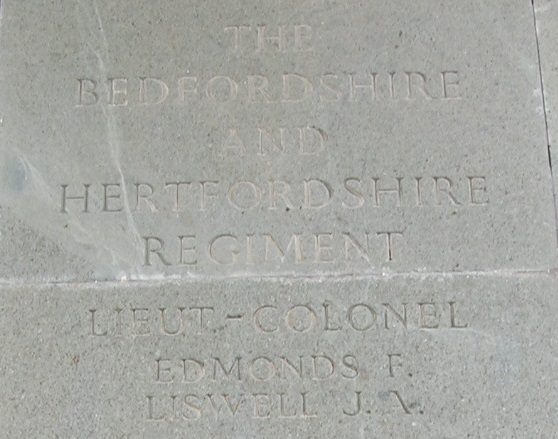 THE
BEDFORDSHIRE
AND
HERTFORDSHIRE
REGIMENT
LIEUT.-COLONEL
EDMONDS F.
LISWELL J. V.